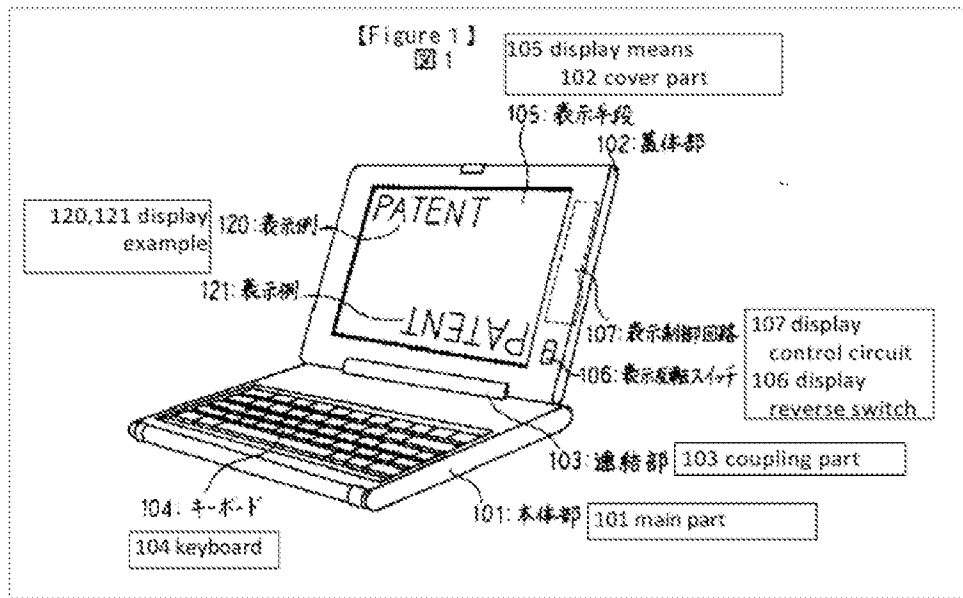 【Figure 1】
図1
105 display means
102 cover part
105:表示手段
102:蓋体部
PATENT
120,121 display
example
120:表示例
121:表示例
PATENT
107:表示制御回路
107 display
control circuit
106:表示反転スイッチ
106 display
reverse switch
103:連結部
103 coupling part
104:キーボード
104 keyboard
101:本体部
101 main part